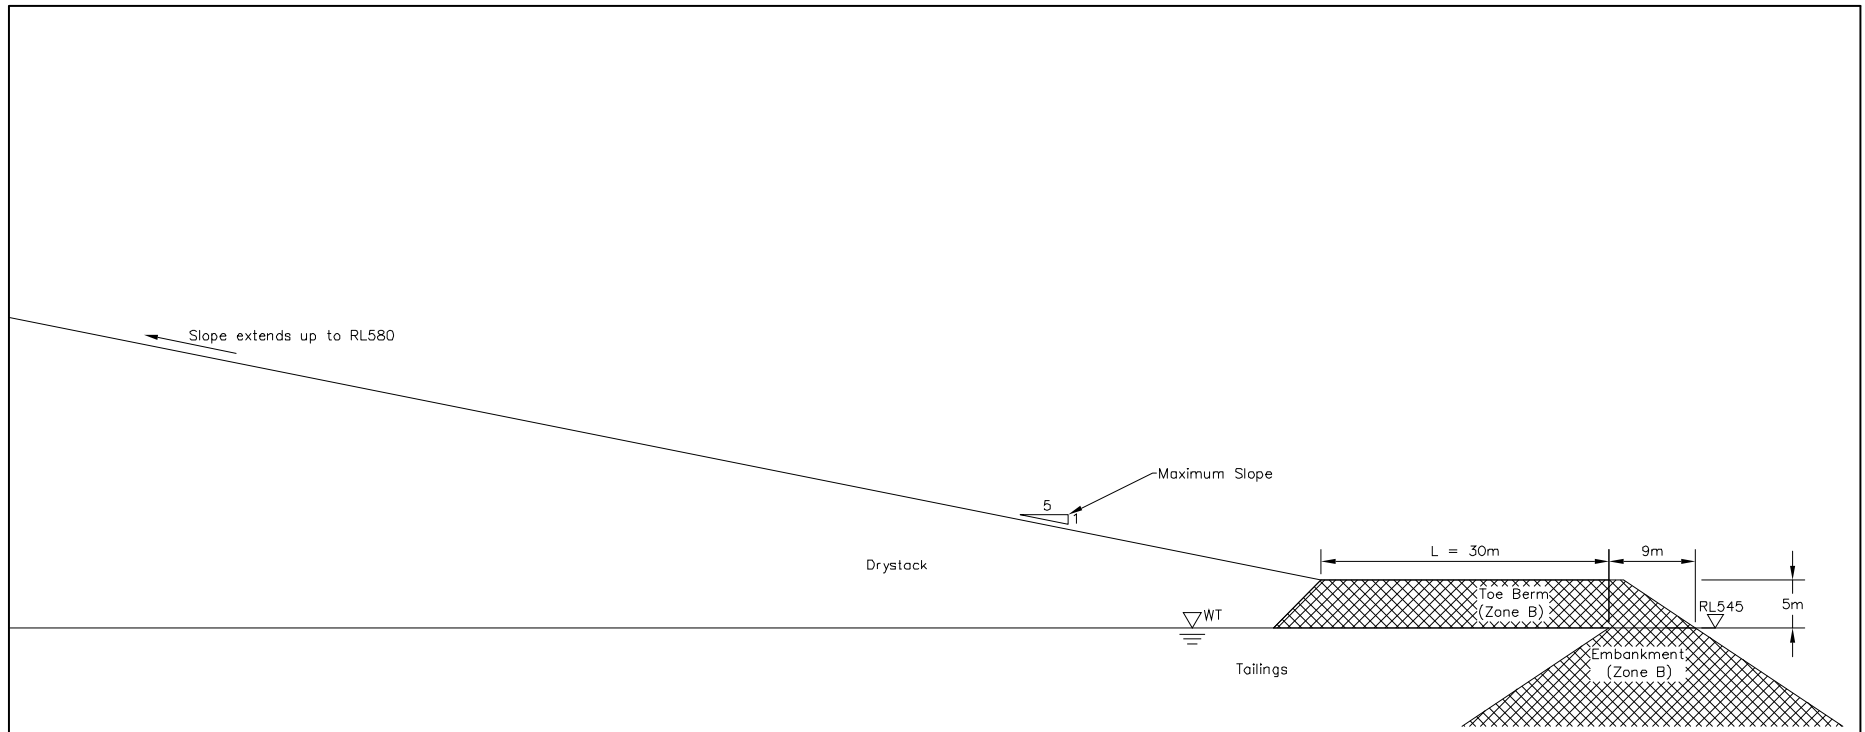 Slope extends up to RL580
Maximum Slope
5
1
L = 30m
9m
Drystack
Toe Berm
(Zone B)
RL545
5m
WT
Embankment
(Zone B)
Tailings